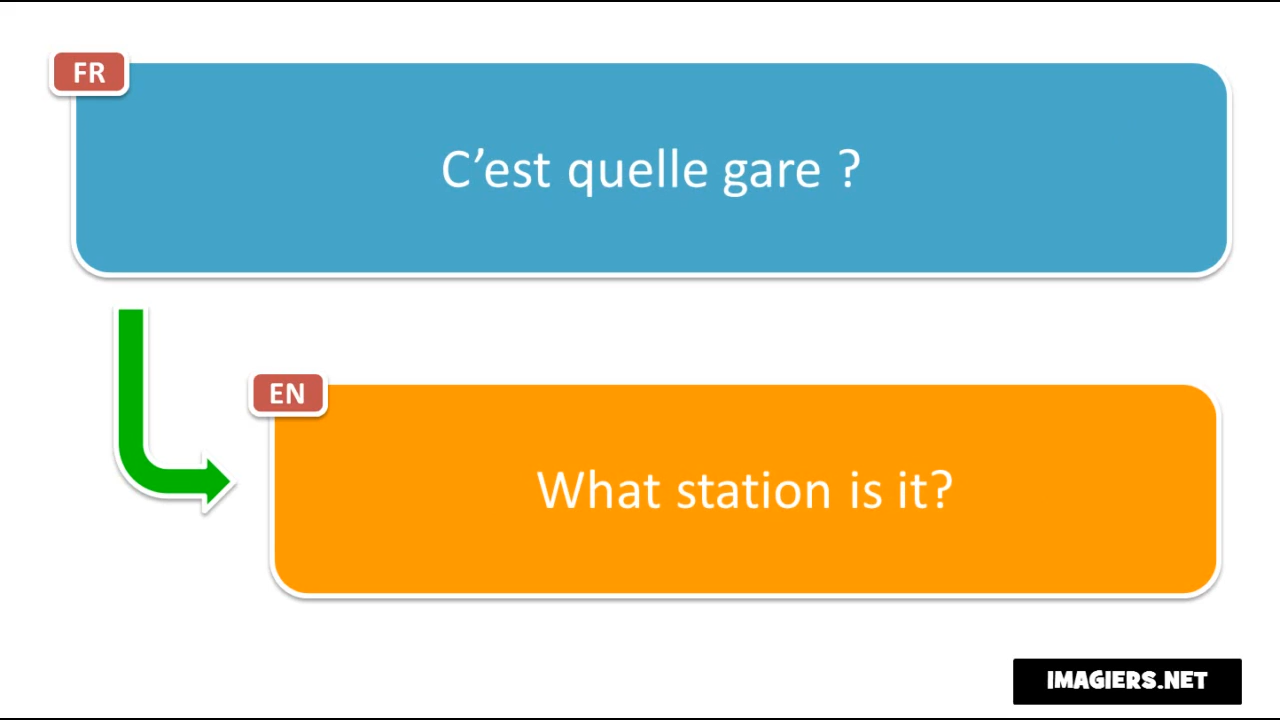 FR
C’est quelle gare ?
EN
What station is it?
IMAGIERS.NET